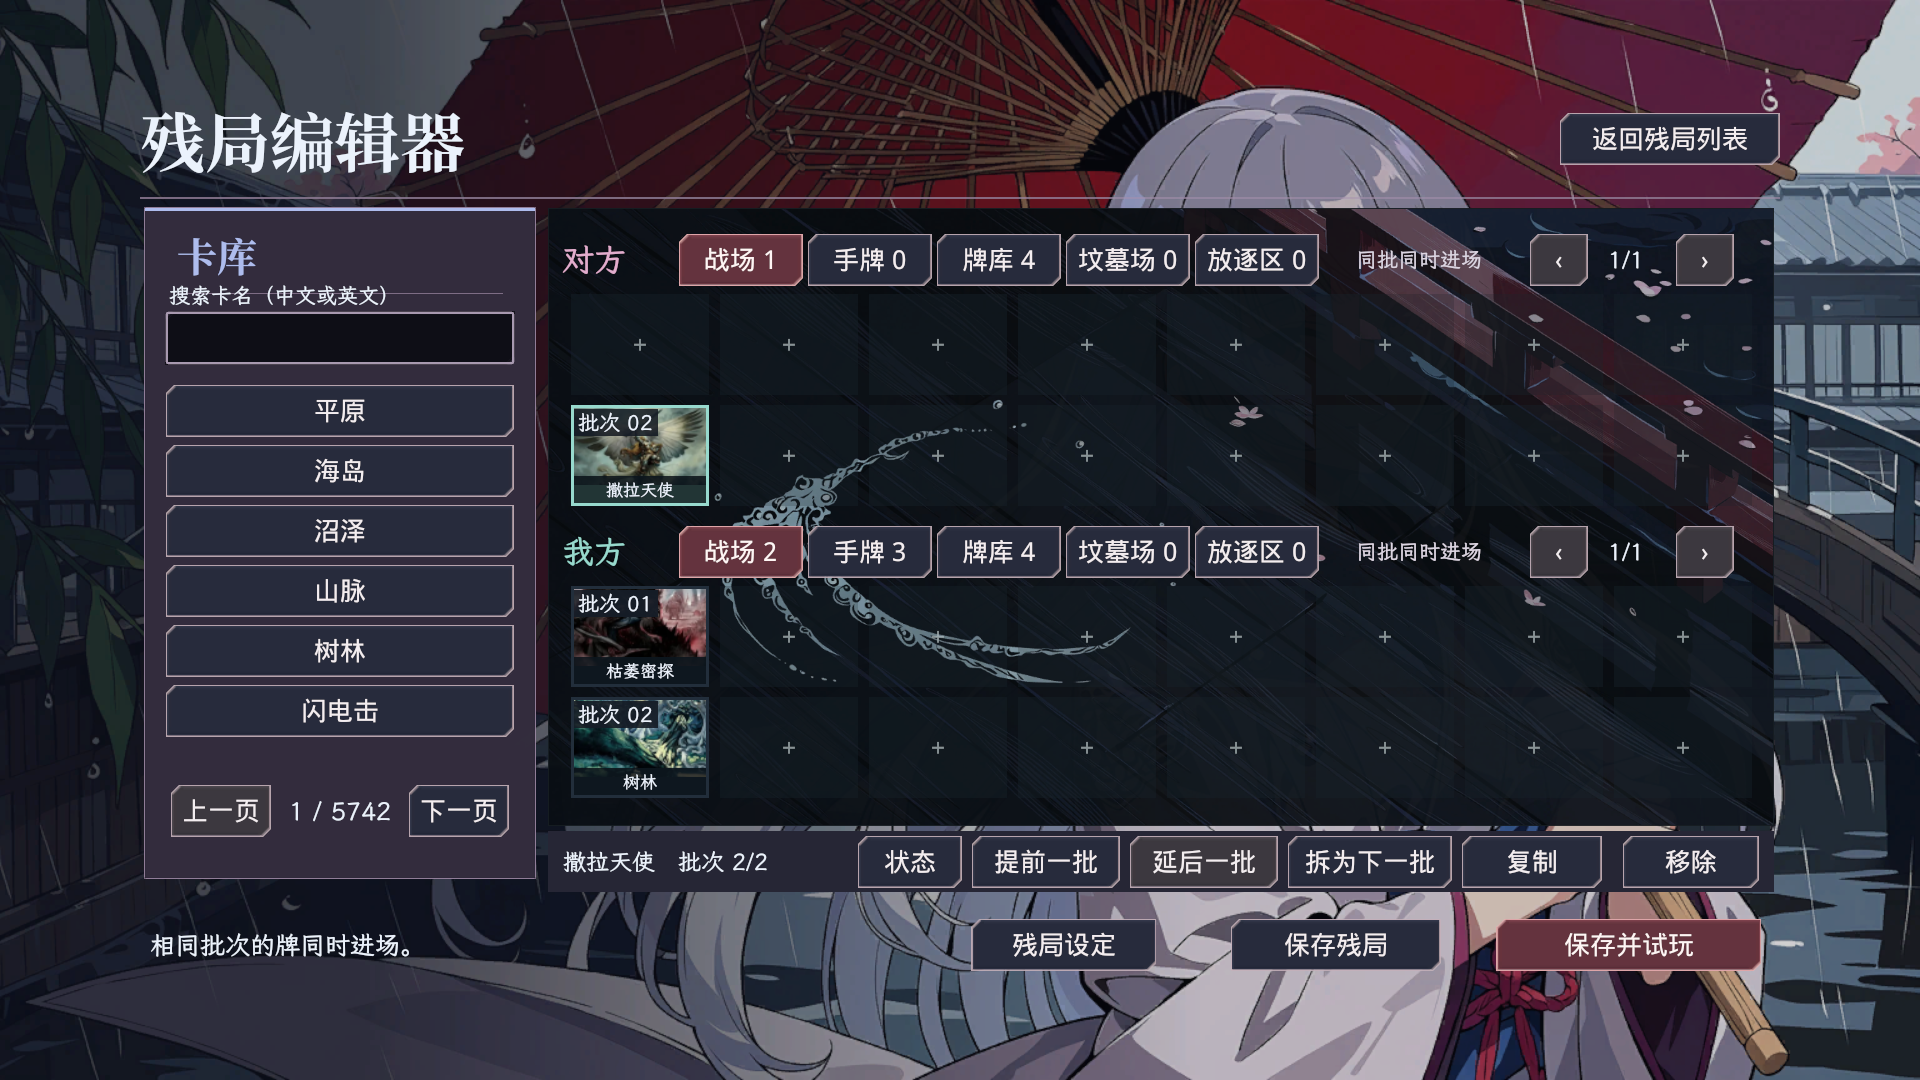 残局编辑器
返回残局列表
卡库
搜索卡名（中文或英文）
平原
海岛
沼泽
山脉
树林
闪电击
上一页
1 / 5742
下一页
对方
战场 1
手牌 0
牌库 4
坟墓场 0
放逐区 0
同批同时进场
‹
1/1
›
+ + + + + + + +
批次 02
撒拉天使
+ + + + + + +
我方
战场 2
手牌 3
牌库 4
坟墓场 0
放逐区 0
同批同时进场
‹
1/1
›
批次 01
枯萎密探
+ + + + + + +
批次 02
树林
+ + + + + + +
撒拉天使 批次 2/2
状态
提前一批
延后一批
拆为下一批
复制
移除
相同批次的牌同时进场。
残局设定
保存残局
保存并试玩